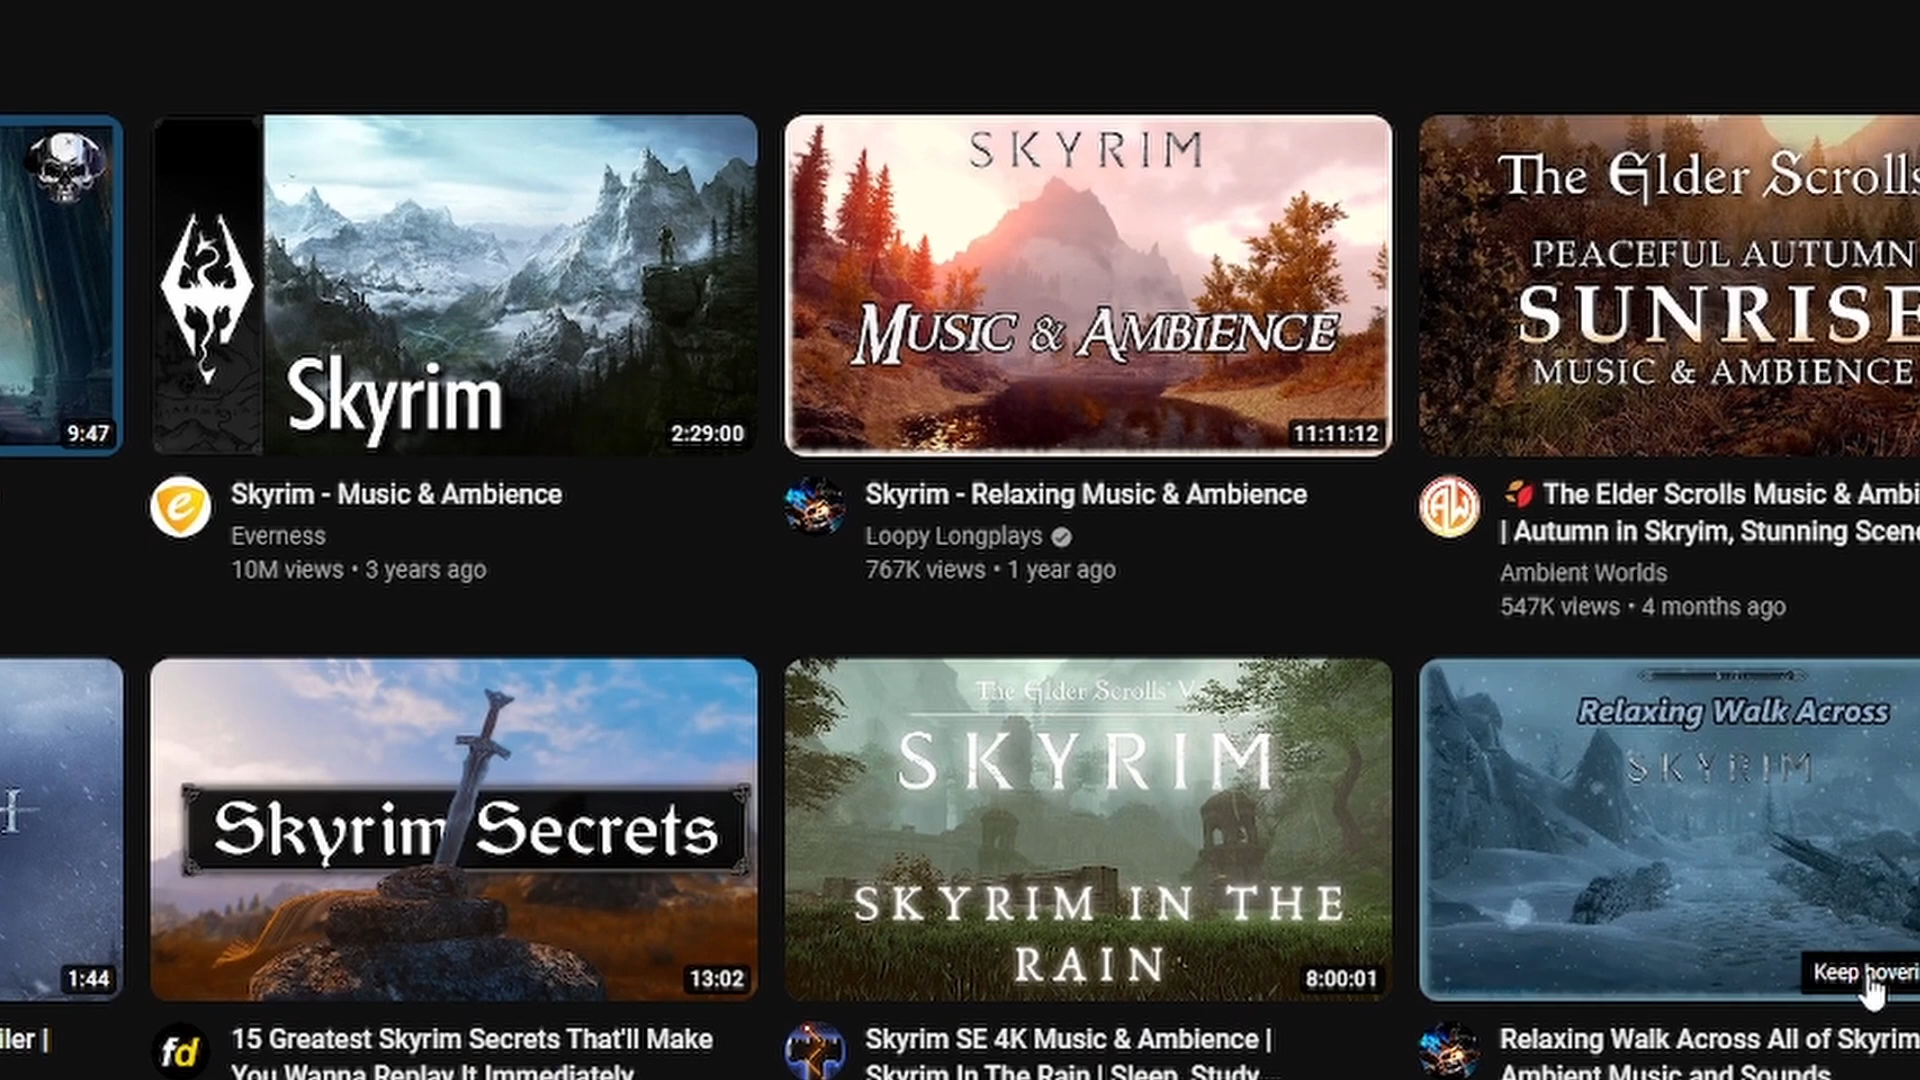 9:47
Skyrim
2:29:00
Skyrim - Music & Ambience
Everness
10M views • 3 years ago
SKYRIM
MUSIC & AMBIENCE
11:11:12
Skyrim - Relaxing Music & Ambience
Loopy Longplays
767K views • 1 year ago
The Elder Scrolls
PEACEFUL AUTUMN
SUNRISE
MUSIC & AMBIENCE
AW
The Elder Scrolls Music & Ambi
| Autumn in Skryim, Stunning Scen
Ambient Worlds
547K views • 4 months ago
1:44
iler |
Skyrim Secrets
13:02
fd
15 Greatest Skyrim Secrets That'll Make
You Wanna Replay It Immediately
The Elder Scrolls V
SKYRIM
SKYRIM IN THE
RAIN
8:00:01
Skyrim SE 4K Music & Ambience |
Skyrim In The Rain | Sleep, Study,...
Relaxing Walk Across
SKYRIM
Keep hoveri
Relaxing Walk Across All of Skyrim
Ambient Music and Sounds